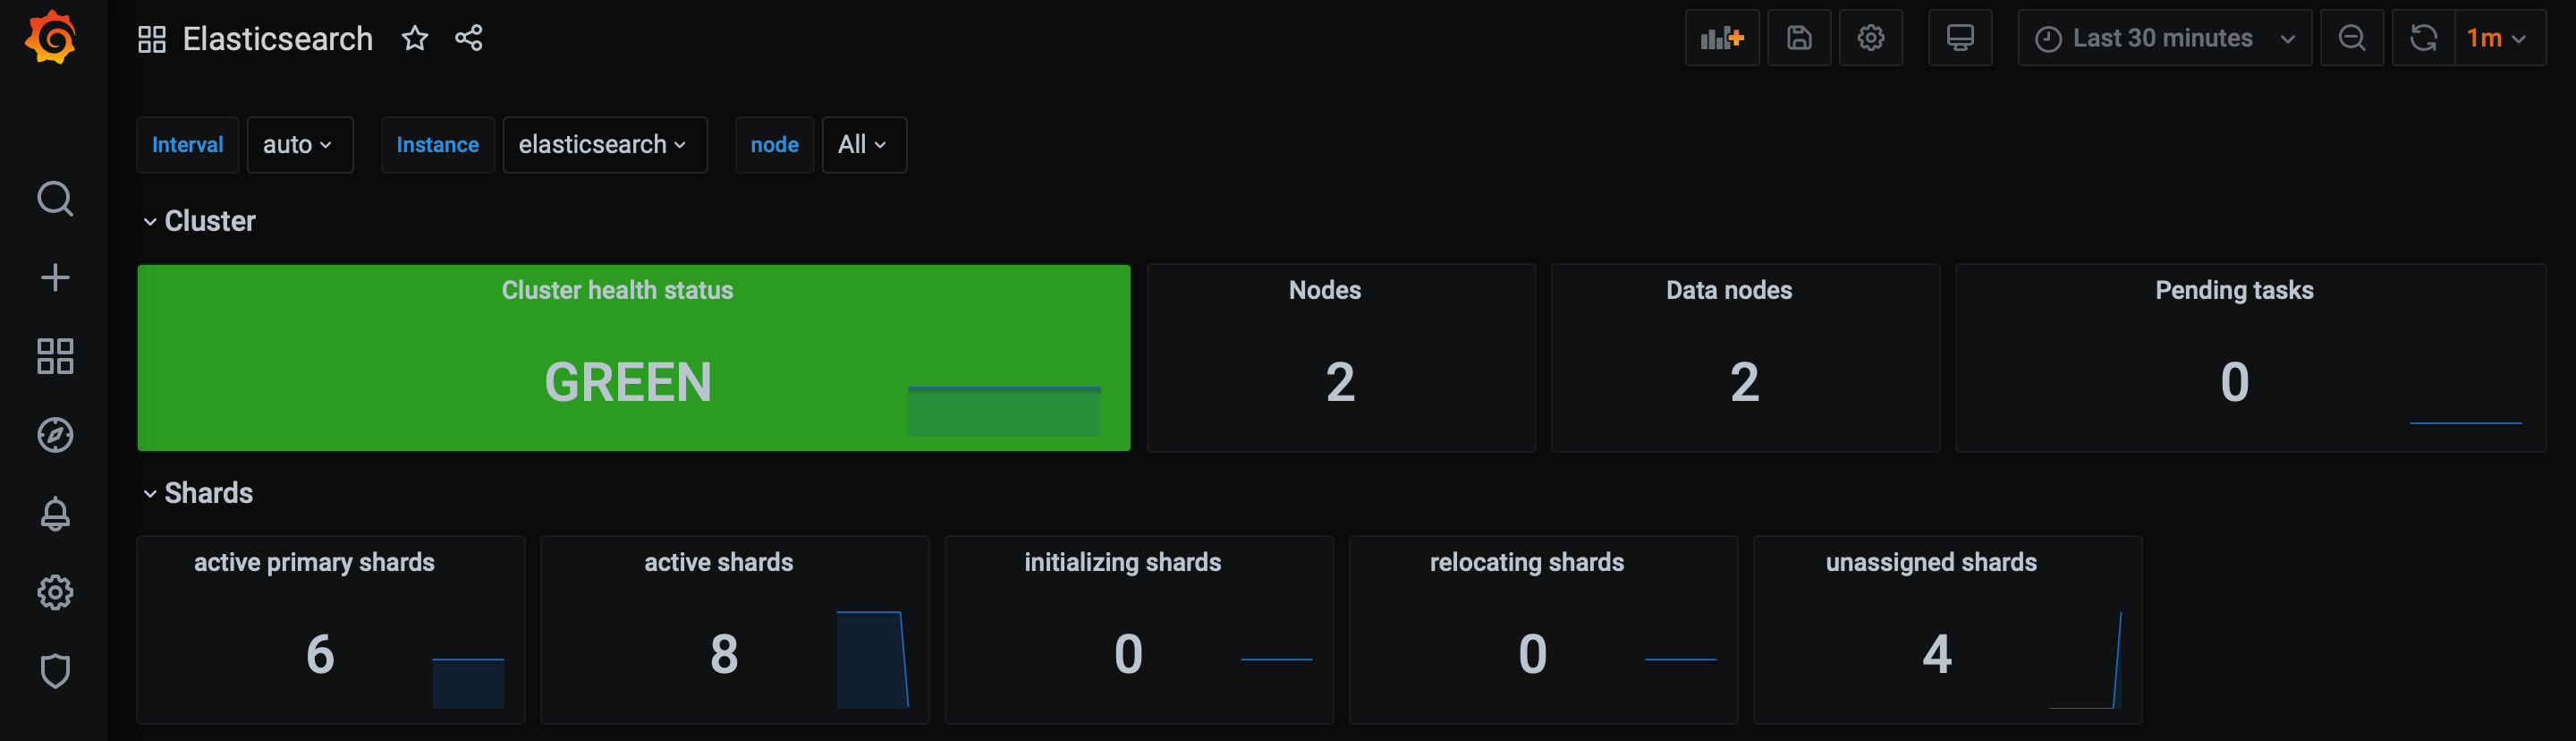 Elasticsearch
Last 30 minutes
1m
Interval auto Instance elasticsearch node All
Cluster
Cluster health status
GREEN
Nodes
2
Data nodes
2
Pending tasks
0
Shards
active primary shards
6
active shards
8
initializing shards
0
relocating shards
0
unassigned shards
4